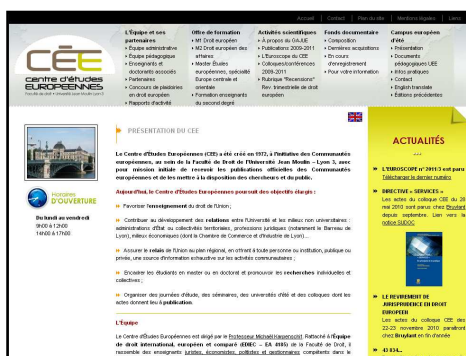 Accueil | Contact | Plan du site | Mentions légales | Liens
CEE
centre d'études
EUROPÉENNES
Faculté de droit • Université Jean Moulin Lyon 3
L'Équipe et ses
partenaires
Équipe administrative
Équipe pédagogique
Enseignants et
doctorants associés
Partenaires
Concours de plaidoiries
en droit européen
Rapports d'activité
Offre de formation
M1 Droit européen
M2 Droit européen des
affaires
Master Études
européennes, spécialité
Europe centrale et
orientale
Formation enseignants
du second degré
Activités scientifiques
À propos du GAJUE
Publications 2009-2011
L'Euroscope du CEE
Colloques/conférences
2009-2011
Rubrique "Recensions"
Rev. trimestrielle de droit
européen
Fonds documentaire
Composition
Dernières acquisitions
En cours
d'enregistrement
Pour votre information
Campus européen
d'été
Présentation
Documents
pédagogiques UEE
Infos pratiques
Contact
English translate
Éditions précédentes
Horaires
D'OUVERTURE
Du lundi au vendredi
9h00 à 12h00
14h00 à 17h00
PRÉSENTATION DU CEE
Le Centre d'Études Européennes (CEE) a été créé en 1972, à l'initiative des Communautés
européennes, au sein de la Faculté de Droit de l'Université Jean Moulin – Lyon 3, avec
pour mission initiale de recevoir les publications officielles des Communautés
européennes et de les mettre à la disposition des chercheurs et du public.
Aujourd'hui, le Centre d'Études Européennes poursuit des objectifs élargis :
Favoriser l'enseignement du droit de l'Union ;
Contribuer au développement des relations entre l'Université et les milieux non universitaires :
administrations d'État ou collectivités territoriales, professions juridiques (notamment le Barreau de
Lyon), milieux économiques (dont la Chambre de Commerce et d'Industrie de Lyon)... ;
Assurer le relais de l'Union au plan régional, en offrant à toute personne ou institution, publique ou
privée, une source d'information exhaustive sur les activités communautaires ;
Encadrer les étudiants en master ou en doctorat et promouvoir les recherches individuelles et
collectives ;
Organiser des journées d'étude, des séminaires, des universités d'été et des colloques dont les
actes donnent lieu à publication.
L'Équipe
Le Centre d'Études Européennes est dirigé par le Professeur Michaël Karpenschif. Rattaché à l'Équipe
de droit international, européen et comparé (EDIEC – EA 4185) de la Faculté de Droit, il
rassemble des enseignants juristes, économistes, politistes et gestionnaires compétents dans le
ACTUALITÉS
L'EUROSCOPE n° 2011/3 est paru
Télécharger le dernier numéro
DIRECTIVE « SERVICES »
Les actes du colloque CEE du 28
mai 2010 sont parus chez Bruylant
depuis septembre. Lien vers la
notice SUDOC
LE REVIREMENT DE
JURISPRUDENCE EN DROIT
EUROPEEN
Les actes du colloque CEE des
22-23 novembre 2010 paraîtront
chez Bruylant en fin d'année.
43 034...